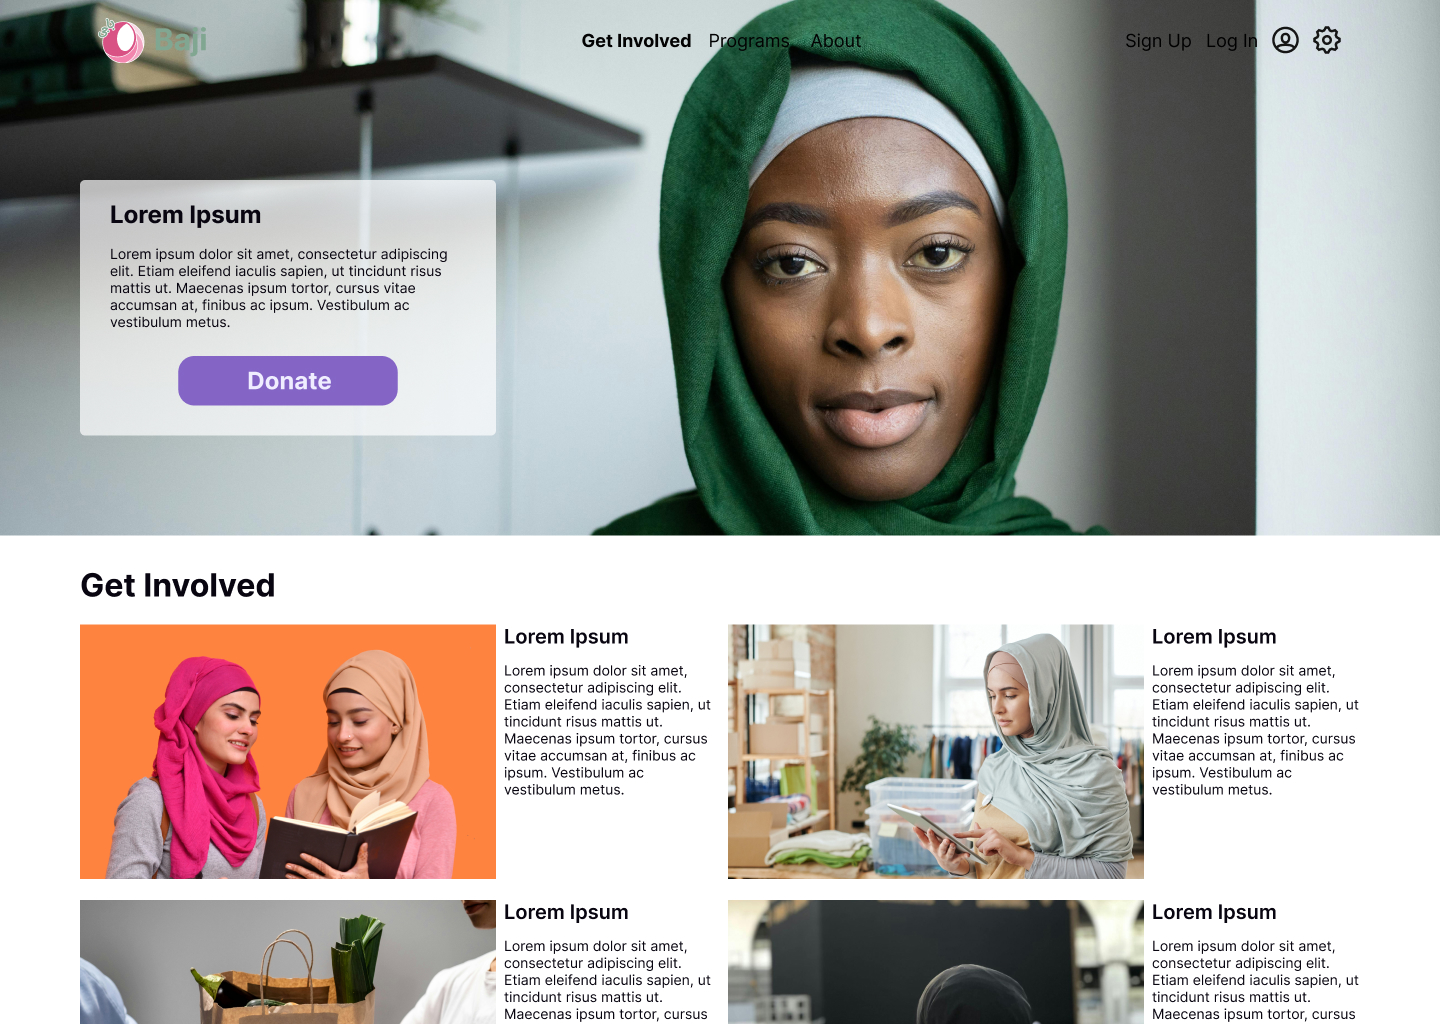 Baji
Get Involved Programs About
Sign Up Log In
Lorem Ipsum
Lorem ipsum dolor sit amet, consectetur adipiscing
elit. Etiam eleifend iaculis sapien, ut tincidunt risus
mattis ut. Maecenas ipsum tortor, cursus vitae
accumsan at, finibus ac ipsum. Vestibulum ac
vestibulum metus.
Donate
Get Involved
Lorem Ipsum
Lorem ipsum dolor sit amet,
consectetur adipiscing elit.
Etiam eleifend iaculis sapien, ut
tincidunt risus mattis ut.
Maecenas ipsum tortor, cursus
vitae accumsan at, finibus ac
ipsum. Vestibulum ac
vestibulum metus.
Lorem Ipsum
Lorem ipsum dolor sit amet,
consectetur adipiscing elit.
Etiam eleifend iaculis sapien, ut
tincidunt risus mattis ut.
Maecenas ipsum tortor, cursus
vitae accumsan at, finibus ac
ipsum. Vestibulum ac
vestibulum metus.
Lorem Ipsum
Lorem ipsum dolor sit amet,
consectetur adipiscing elit.
Etiam eleifend iaculis sapien, ut
tincidunt risus mattis ut.
Maecenas ipsum tortor, cursus
Lorem Ipsum
Lorem ipsum dolor sit amet,
consectetur adipiscing elit.
Etiam eleifend iaculis sapien, ut
tincidunt risus mattis ut.
Maecenas ipsum tortor, cursus